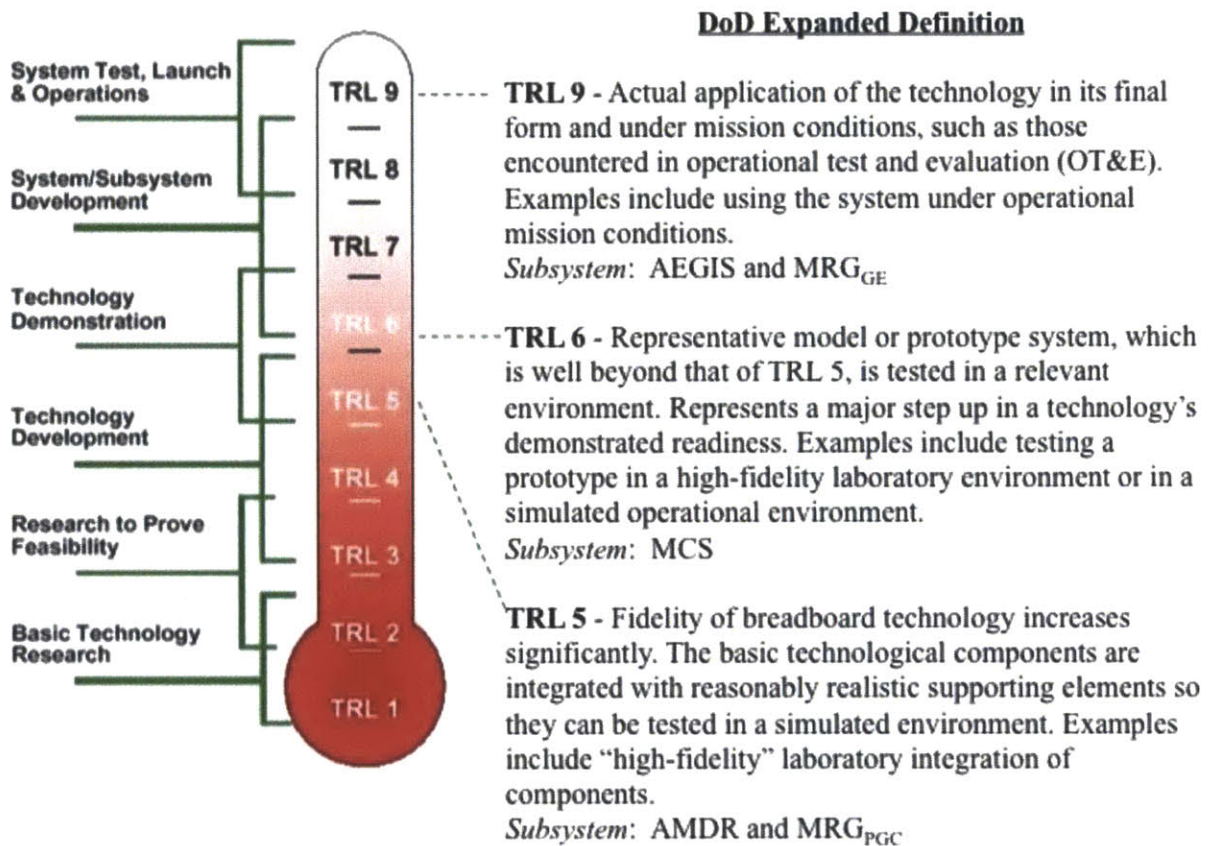 System Test, Launch
& Operations
System/Subsystem
Development
Technology
Demonstration
Technology
Development
Research to Prove
Feasibility
Basic Technology
Research
TRL 9
TRL 8
TRL 7
TRL 6
TRL 5
TRL 4
TRL 3
TRL 2
TRL 1
DoD Expanded Definition
TRL 9 - Actual application of the technology in its final
form and under mission conditions, such as those
encountered in operational test and evaluation (OT&E).
Examples include using the system under operational
mission conditions.
Subsystem: AEGIS and MRG_GE
TRL 6 - Representative model or prototype system, which
is well beyond that of TRL 5, is tested in a relevant
environment. Represents a major step up in a technology's
demonstrated readiness. Examples include testing a
prototype in a high-fidelity laboratory environment or in a
simulated operational environment.
Subsystem: MCS
TRL 5 - Fidelity of breadboard technology increases
significantly. The basic technological components are
integrated with reasonably realistic supporting elements so
they can be tested in a simulated environment. Examples
include “high-fidelity” laboratory integration of
components.
Subsystem: AMDR and MRG_PGC